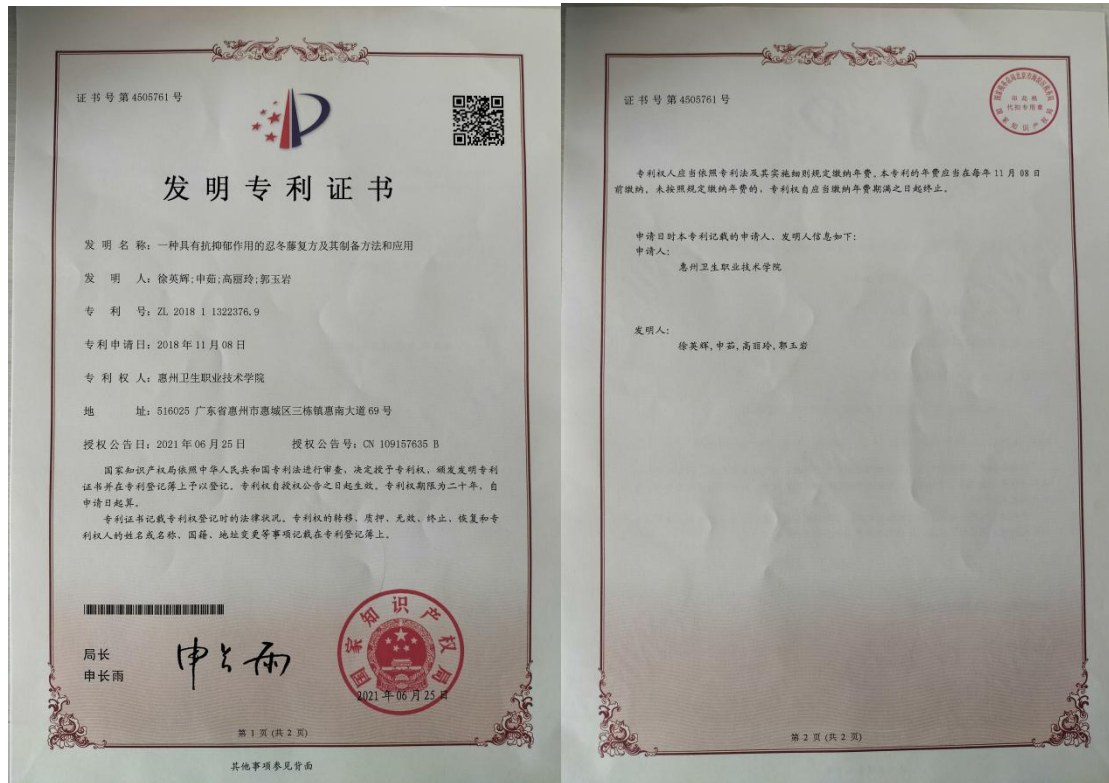 证书号第4505761号
发明专利证书
发 明 名 称：一种具有抗抑郁作用的忍冬藤复方及其制备方法和应用
发 明 人：徐英辉;申茹;高丽玲;郭玉岩
专 利 号：ZL 2018 1 1322376.9
专利申请日：2018年11月08日
专 利 权 人：惠州卫生职业技术学院
地 址：516025 广东省惠州市惠城区三栋镇惠南大道69号
授权公告日：2021年06月25日 授权公告号：CN 109157635 B
国家知识产权局依照中华人民共和国专利法进行审查，决定授予专利权，颁发发明专利
证书并在专利登记簿上予以登记。专利权自授权公告之日起生效。专利权期限为二十年，自
申请日起算。
专利证书记载专利权登记时的法律状况。专利权的转移、质押、无效、终止、恢复和专
利权人的姓名或名称、国籍、地址变更等事项记载在专利登记簿上。
局长
申长雨
申长雨
国家知识产权局
2021年06月25日
第 1 页 (共 2 页)
其他事项参见背面
证书号第4505761号
印花税
代扣专用章
国家知识产权局
专利权人应当依照专利法及其实施细则规定缴纳年费。本专利的年费应当在每年11月08日
前缴纳。未按照规定缴纳年费的，专利权自应当缴纳年费期满之日起终止。
申请日时本专利记载的申请人、发明人信息如下：
申请人：
惠州卫生职业技术学院
发明人：
徐英辉;申茹;高丽玲;郭玉岩
第 2 页 (共 2 页)